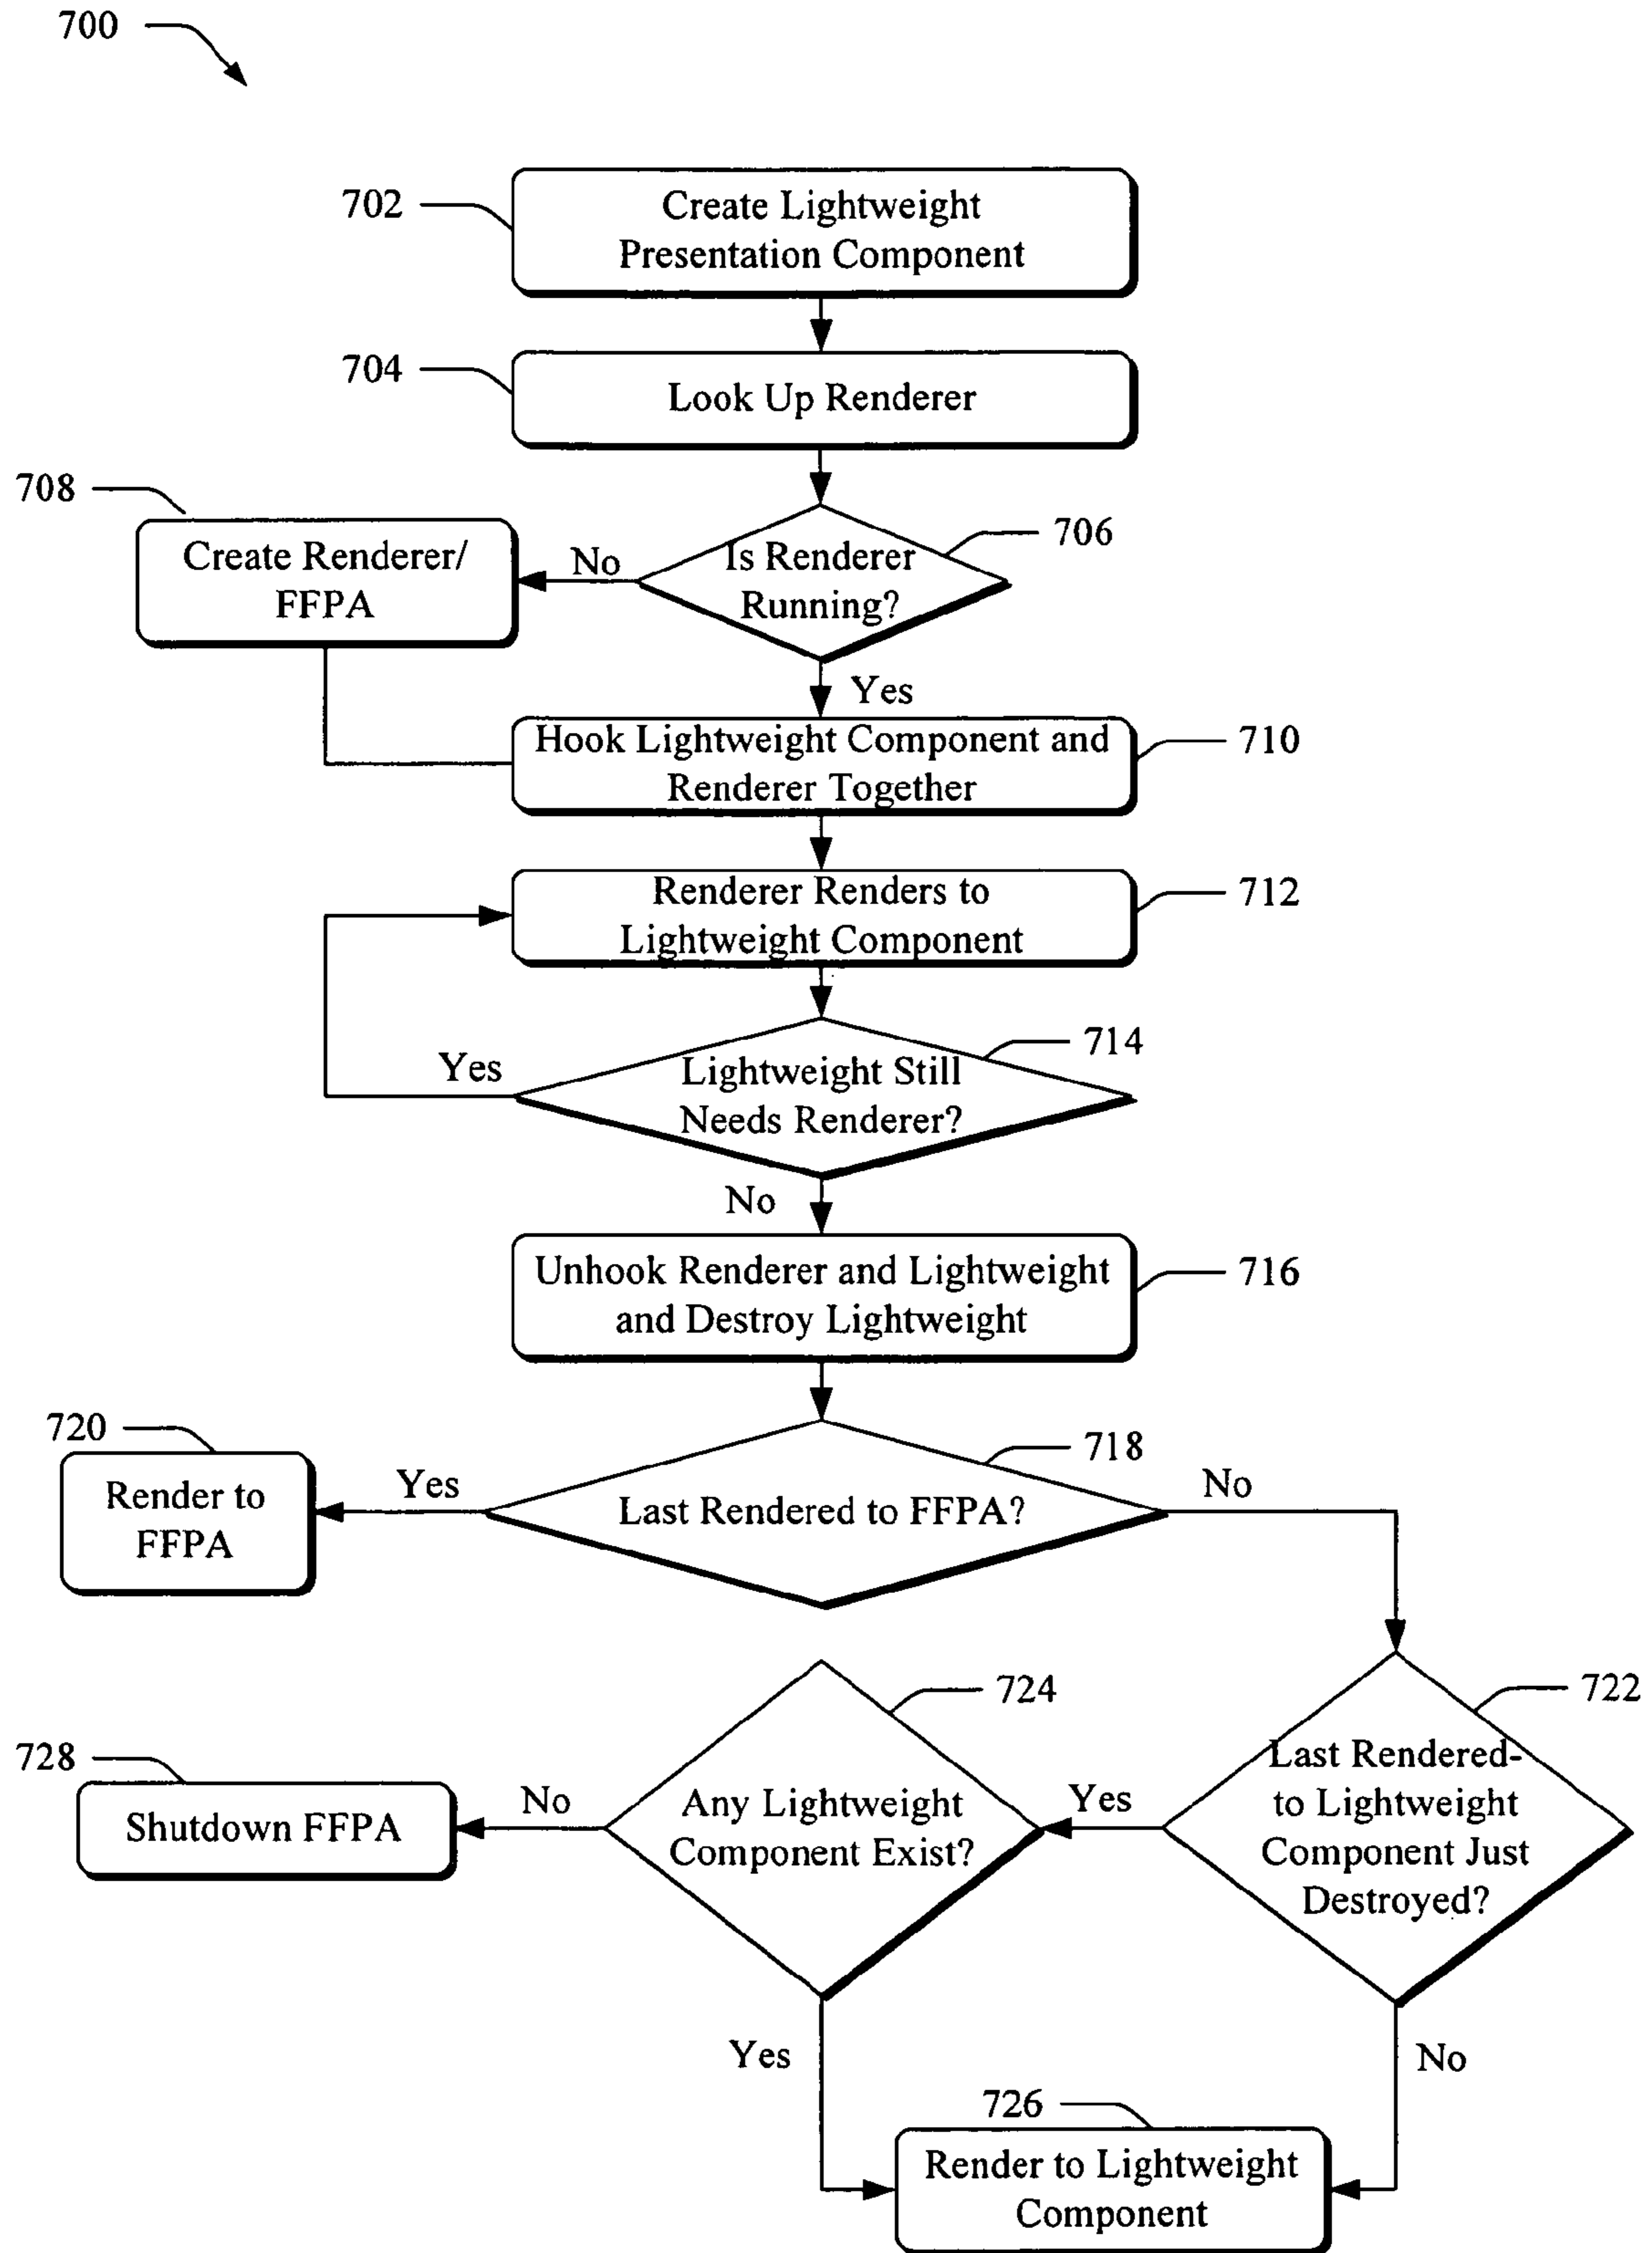 700
702
Create Lightweight
Presentation Component
704
Look Up Renderer
708
Create Renderer/
FFPA
No
Is Renderer
Running?
706
Yes
Hook Lightweight Component and
Renderer Together
710
Renderer Renders to
Lightweight Component
712
714
Yes
Lightweight Still
Needs Renderer?
No
Unhook Renderer and Lightweight
and Destroy Lightweight
716
720
Render to
FFPA
Yes
718
Last Rendered to FFPA?
No
724
722
728
Shutdown FFPA
No
Any Lightweight
Component Exist?
Yes
Last Rendered-
to Lightweight
Component Just
Destroyed?
Yes
No
726
Render to Lightweight
Component